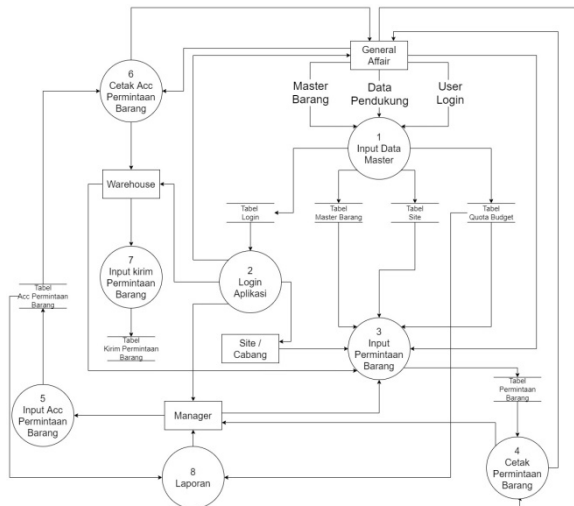 General
Affair
6
Cetak Acc
Permintaan
Barang
Master
Barang
Data
Pendukung
User
Login
1
Input Data
Master
Warehouse
Tabel
Login
Tabel
Master Barang
Tabel
Site
Tabel
Quota Budget
7
Input kirim
Permintaan
Barang
2
Login
Aplikasi
Tabel
Acc Permintaan
Barang
Tabel
Kirim Permintaan
Barang
Site /
Cabang
3
Input
Permintaan
Barang
Tabel
Permintaan
Barang
5
Input Acc
Permintaan
Barang
Manager
4
Cetak
Permintaan
Barang
8
Laporan